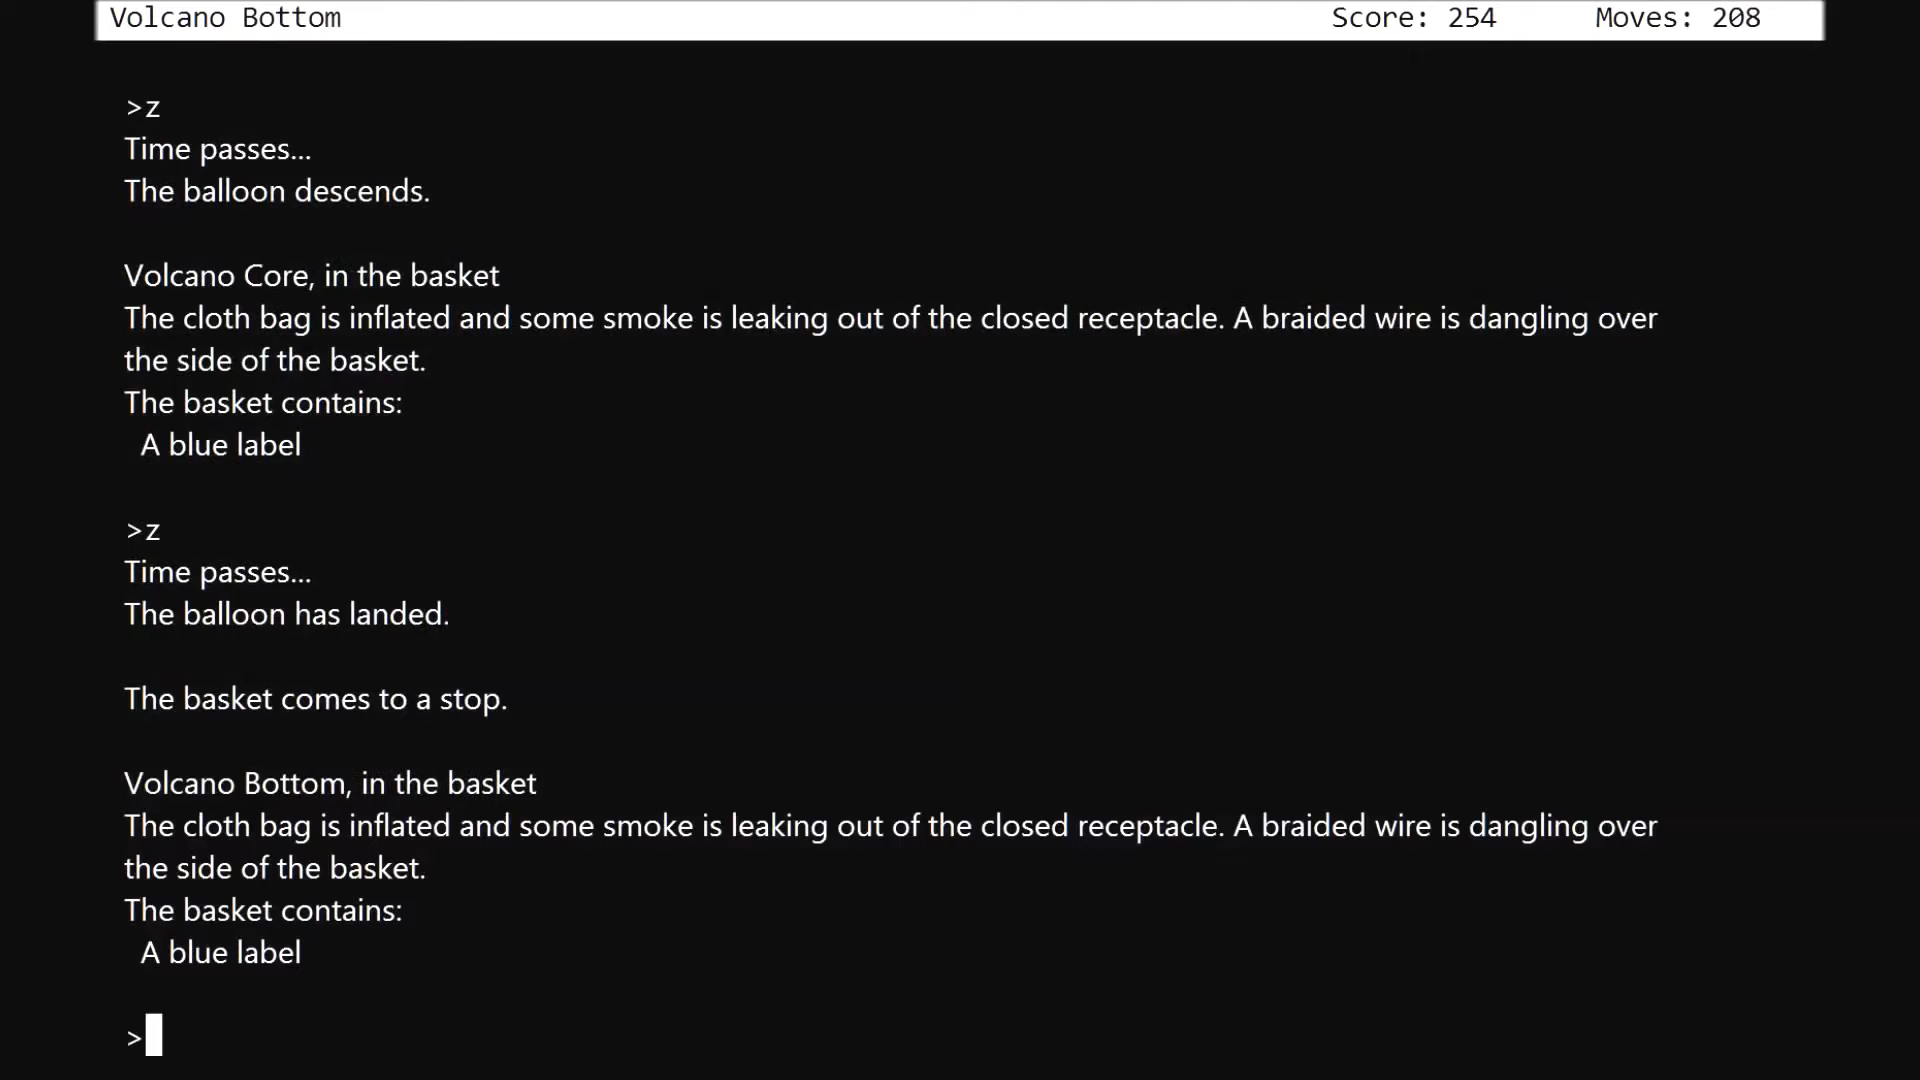 Volcano Bottom Score: 254 Moves: 208
>z
Time passes...
The balloon descends.
Volcano Core, in the basket
The cloth bag is inflated and some smoke is leaking out of the closed receptacle. A braided wire is dangling over
the side of the basket.
The basket contains:
A blue label
>z
Time passes...
The balloon has landed.
The basket comes to a stop.
Volcano Bottom, in the basket
The cloth bag is inflated and some smoke is leaking out of the closed receptacle. A braided wire is dangling over
the side of the basket.
The basket contains:
A blue label
>